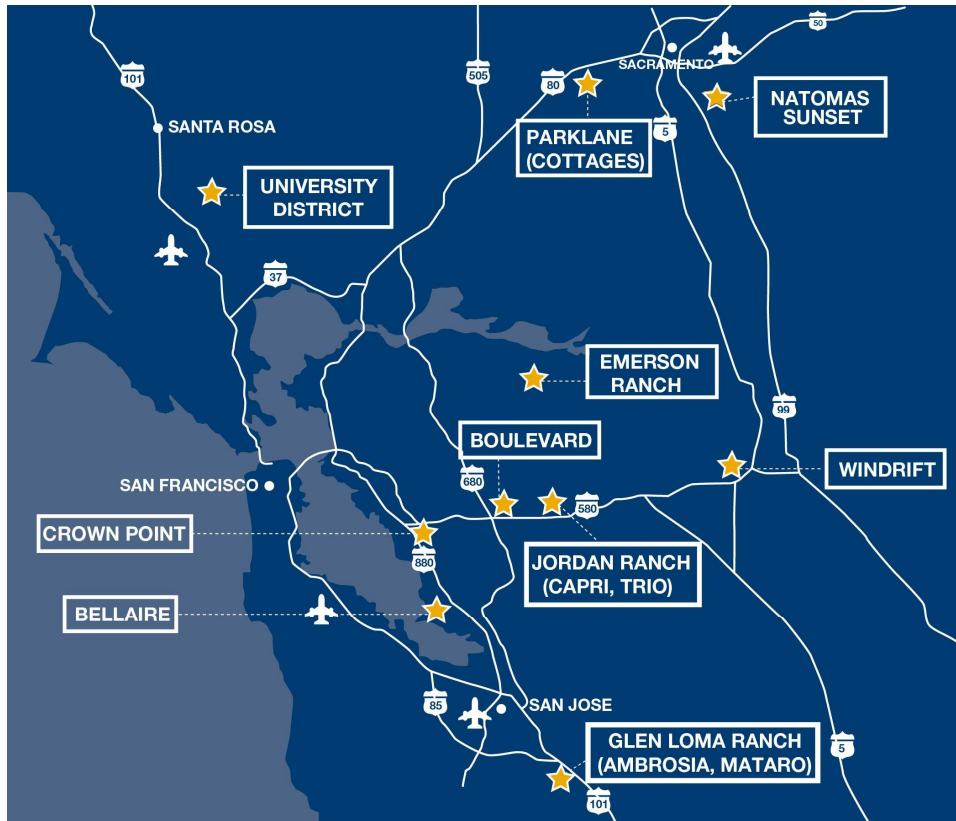 50
SACRAMENTO
101
505
80
NATOMAS
SUNSET
SANTA ROSA
PARKLANE
(COTTAGES)
5
UNIVERSITY
DISTRICT
37
EMERSON
RANCH
99
BOULEVARD
WINDRIFT
SAN FRANCISCO
680
580
CROWN POINT
880
JORDAN RANCH
(CAPRI, TRIO)
BELLAIRE
85
SAN JOSE
GLEN LOMA RANCH
(AMBROSIA, MATARO)
5
101